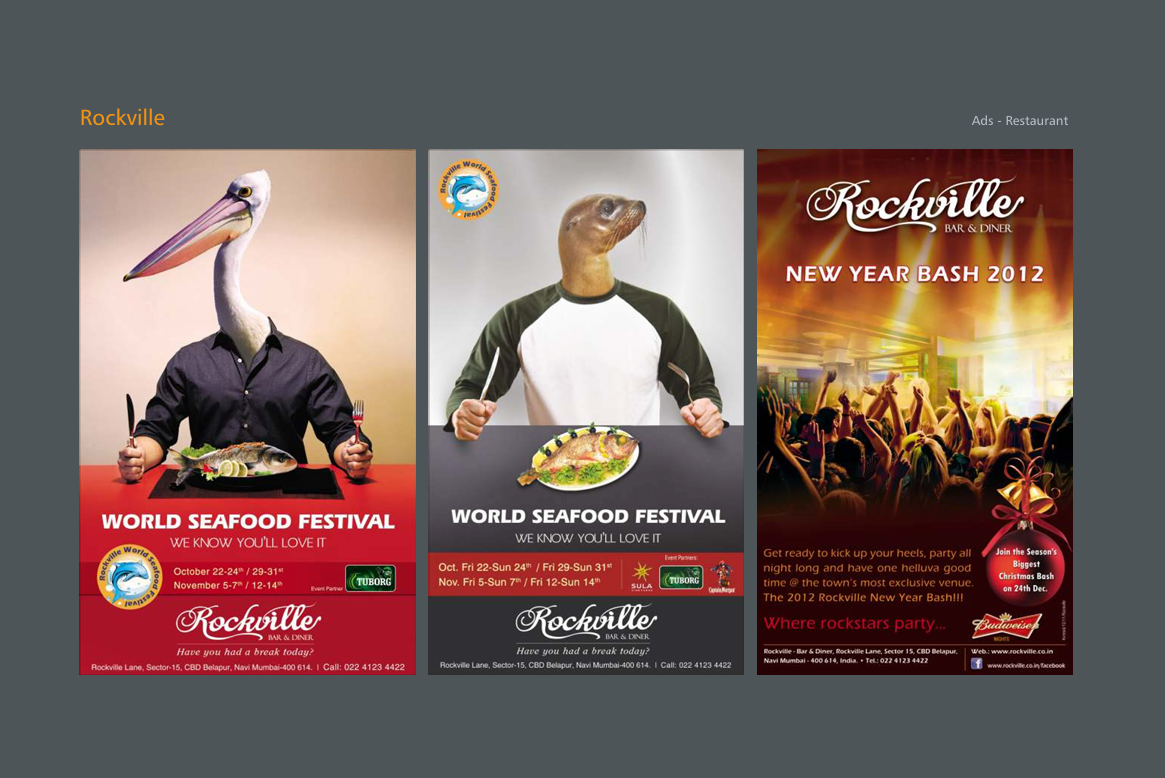 Rockville
Ads - Restaurant
WORLD SEAFOOD FESTIVAL
WE KNOW YOU'LL LOVE IT
Rockville World Seafood Festival
October 22-24th / 29-31st
November 5-7th / 12-14th
Event Partner
TUBORG
Rockville
BAR & DINER
Have you had a break today?
Rockville Lane, Sector-15, CBD Belapur, Navi Mumbai-400 614. | Call: 022 4123 4422
Rockville World Seafood Festival
WORLD SEAFOOD FESTIVAL
WE KNOW YOU'LL LOVE IT
Oct. Fri 22-Sun 24th / Fri 29-Sun 31st
Nov. Fri 5-Sun 7th / Fri 12-Sun 14th
Event Partners:
SULA
VINEYARDS
TUBORG
Captain Morgan
Rockville
BAR & DINER
Have you had a break today?
Rockville Lane, Sector-15, CBD Belapur, Navi Mumbai-400 614. | Call: 022 4123 4422
Rockville
BAR & DINER
NEW YEAR BASH 2012
Get ready to kick up your heels, party all
night long and have one helluva good
time @ the town's most exclusive venue.
The 2012 Rockville New Year Bash!!!
Join the Season's
Biggest
Christmas Bash
on 24th Dec.
Where rockstars party...
Budweiser
NIGHTS
Rockville - Bar & Diner, Rockville Lane, Sector 15, CBD Belapur,
Navi Mumbai - 400 614, India. • Tel.: 022 4123 4422
Web.: www.rockville.co.in
f www.rockville.co.in/facebook